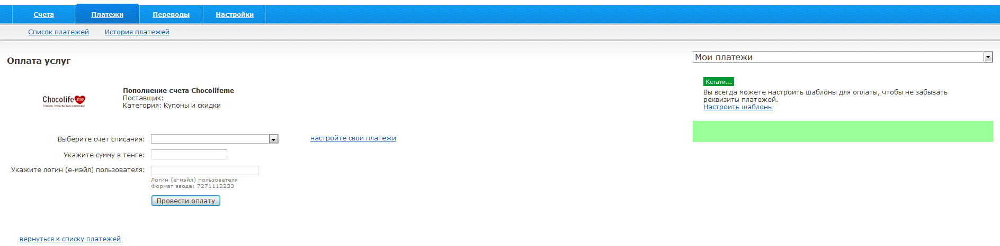 Счета
Платежи
Переводы
Настройки
Список платежей
История платежей
Оплата услуг
Мои платежи
Chocolife.me
Главное, чтобы Вы были счастливы!
Пополнение счета Chocolifeme
Поставщик:
Категория: Купоны и скидки
Кстати...
Вы всегда можете настроить шаблоны для оплаты, чтобы не забывать
реквизиты платежей.
Настроить шаблоны
Выберите счет списания:
настройте свои платежи
Укажите сумму в тенге:
Укажите логин (е-мэйл) пользователя:
Логин (е-мэйл) пользователя
Формат ввода: 7271112233
Провести оплату
вернуться к списку платежей